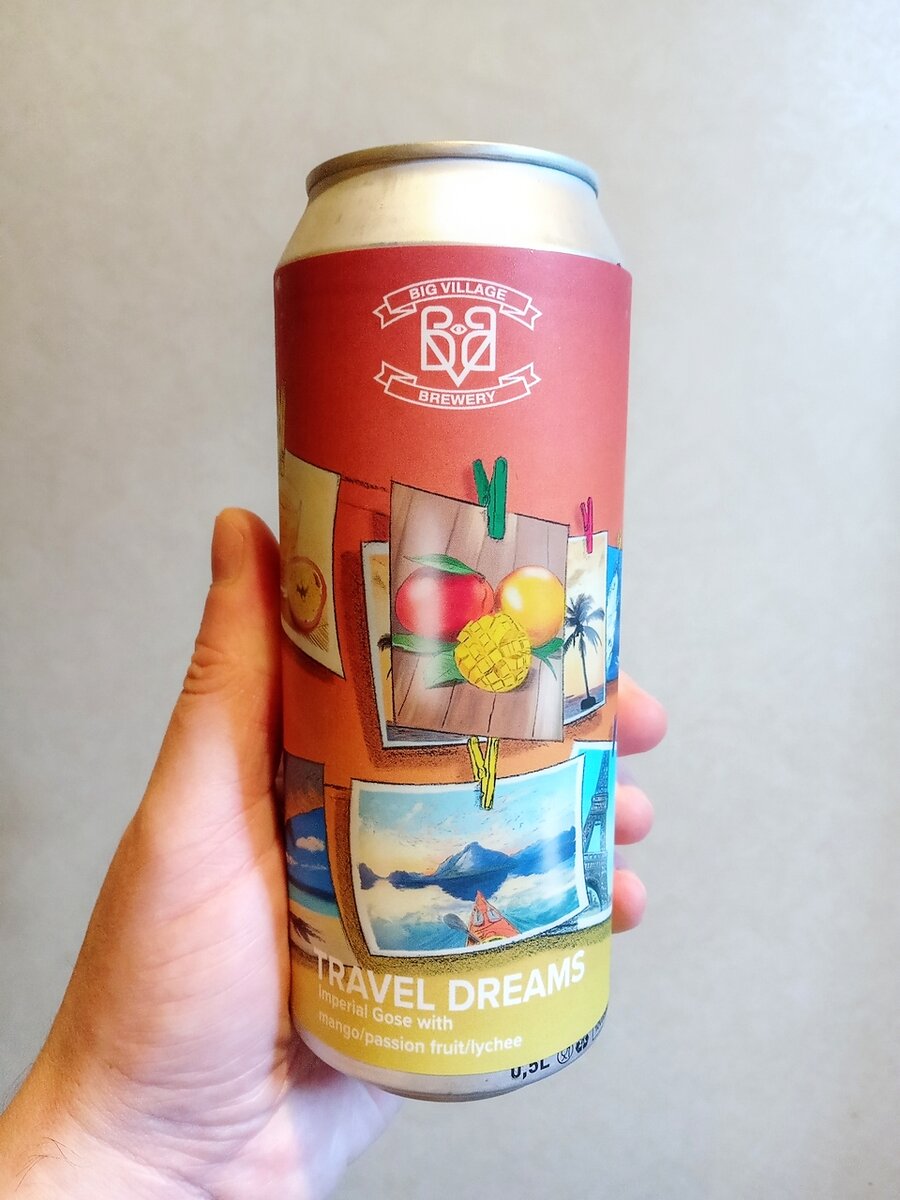 BIG VILLAGE
BREWERY
TRAVEL DREAMS
Imperial Gose with
mango/passion fruit/lychee
0,5L